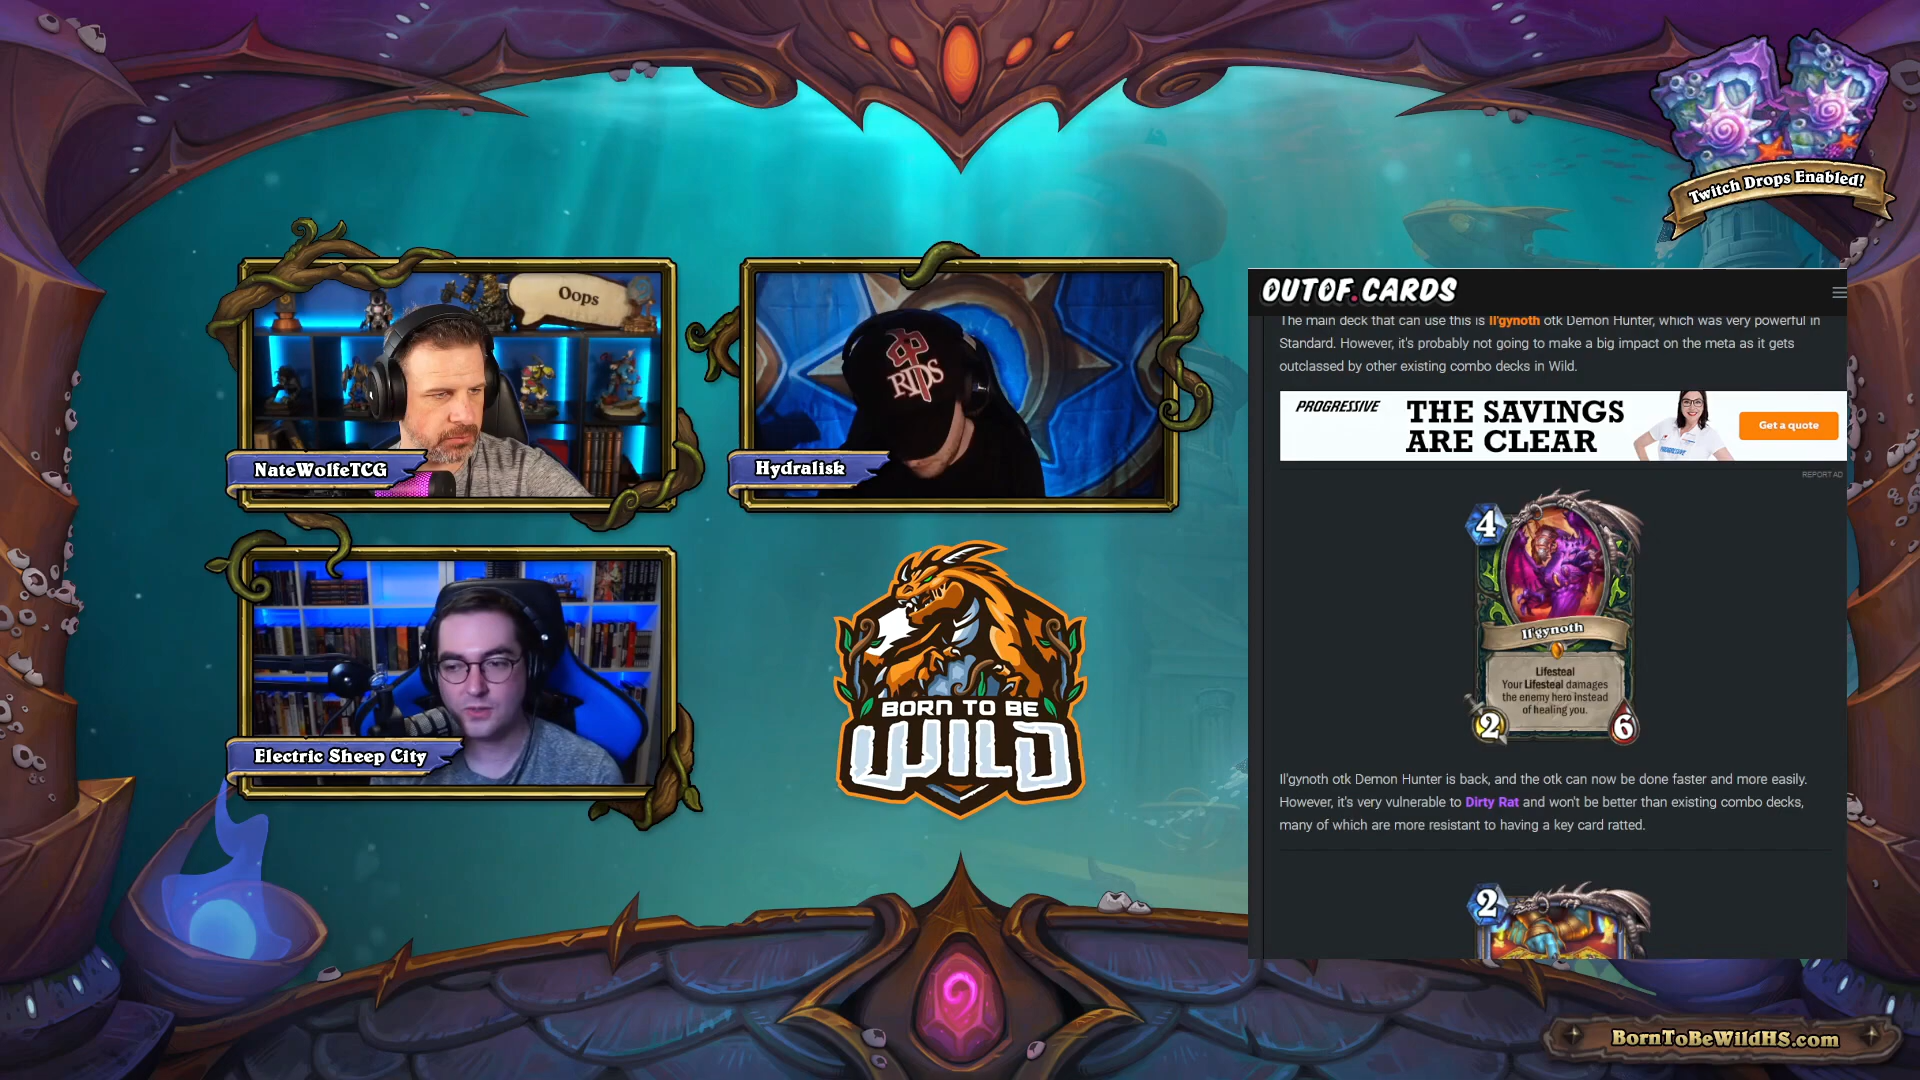 Twitch Drops Enabled!
Oops
NateWolfeTCG
RIPS
Hydralisk
Electric Sheep City
BORN TO BE
WILD
OUTOF.CARDS
The main deck that can use this is Il'gynoth otk Demon Hunter, which was very powerful in
Standard. However, it's probably not going to make a big impact on the meta as it gets
outclassed by other existing combo decks in Wild.
PROGRESSIVE
THE SAVINGS
ARE CLEAR
Get a quote
PROGRESSIVE
REPORT AD
4
Il'gynoth
Lifesteal
Your Lifesteal damages
the enemy hero instead
of healing you.
2
6
Il'gynoth otk Demon Hunter is back, and the otk can now be done faster and more easily.
However, it's very vulnerable to Dirty Rat and won't be better than existing combo decks,
many of which are more resistant to having a key card ratted.
2
BornToBeWildHS.com